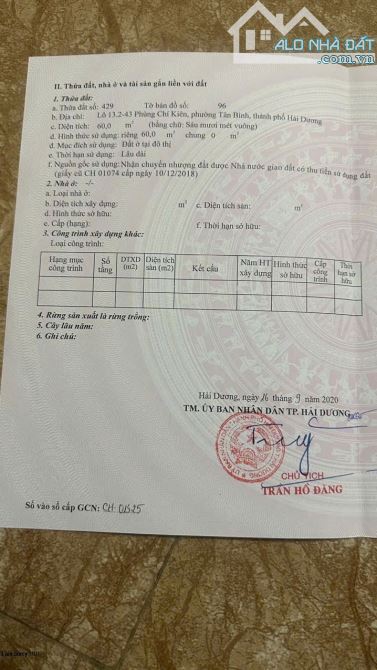 ALO NHÀ ĐẤT
.com.vn
II. Thửa đất, nhà ở và tài sản gắn liền với đất
1. Thửa đất:
a. Thửa đất số: 429 Tờ bản đồ số: 96
b. Địa chỉ: Lô 13.2-43 Phùng Chí Kiên, phường Tân Bình, thành phố Hải Dương
c. Diện tích: 60,0 m² (bằng chữ: Sáu mươi mét vuông)
d. Hình thức sử dụng: riêng 60,0 m² chung 0 m²
đ. Mục đích sử dụng: Đất ở tại đô thị
e. Thời hạn sử dụng: Lâu dài
f. Nguồn gốc sử dụng: Nhận chuyển nhượng đất được Nhà nước giao đất có thu tiền sử dụng đất
(giấy cũ CH 01074 cấp ngày 10/12/2018)
2. Nhà ở: -/-
a. Loại nhà ở:
b. Diện tích xây dựng: m² c. Diện tích sàn: m²
d. Hình thức sở hữu:
e. Cấp (hạng): f. Thời hạn sở hữu:
3. Công trình xây dựng khác:
Loại công trình:
Hạng mục công trình Số tầng DTXD (m2) Diện tích sàn (m2) Kết cấu Năm HT xây dựng Hình thức sở hữu Cấp công trình Thời hạn sở hữu
4. Rừng sản xuất là rừng trồng:
5. Cây lâu năm:
6. Ghi chú:
Hải Dương, ngày 16 tháng 9 năm 2020
TM. ỦY BAN NHÂN DÂN TP. HẢI DƯƠNG
CHỦ TỊCH
TRẦN HỒ ĐĂNG
Số vào sổ cấp GCN: CH: